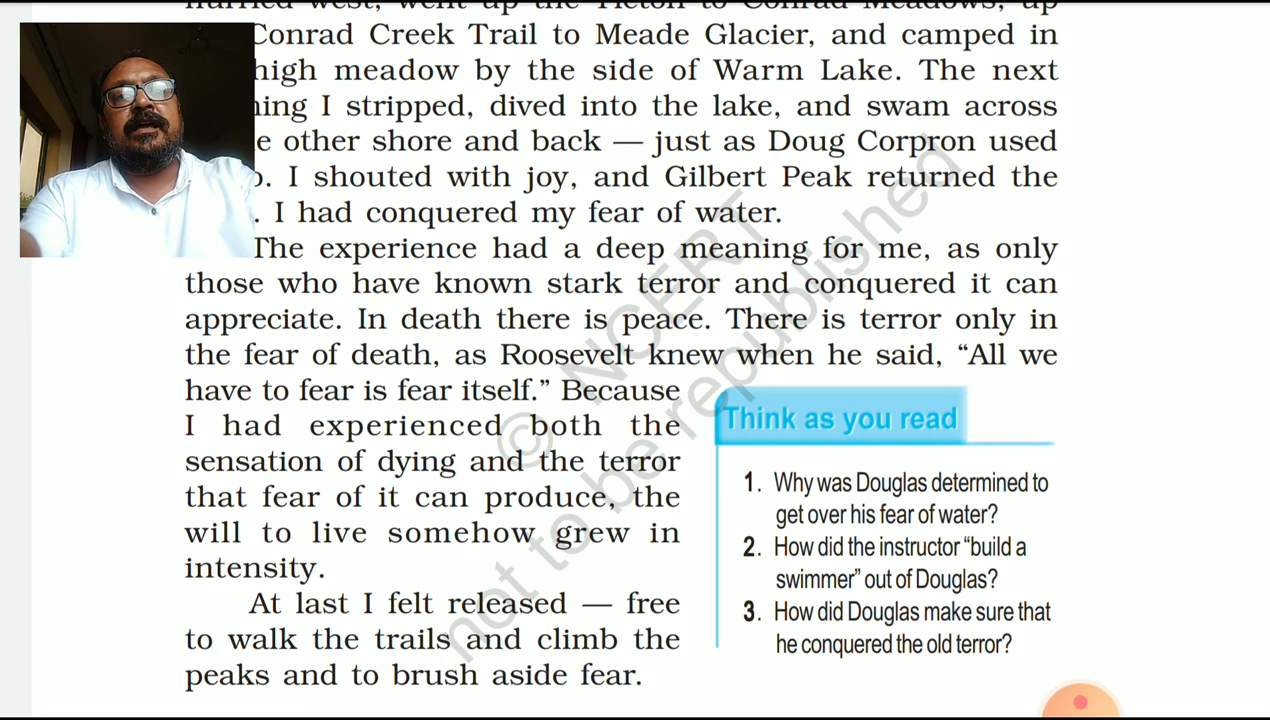 Conrad Creek Trail to Meade Glacier, and camped in
high meadow by the side of Warm Lake. The next
I stripped, dived into the lake, and swam across
other shore and back — just as Doug Corpron used
I shouted with joy, and Gilbert Peak returned the
. I had conquered my fear of water.
The experience had a deep meaning for me, as only
those who have known stark terror and conquered it can
appreciate. In death there is peace. There is terror only in
the fear of death, as Roosevelt knew when he said, “All we
have to fear is fear itself.” Because
I had experienced both the
sensation of dying and the terror
that fear of it can produce, the
will to live somehow grew in
intensity.
At last I felt released — free
to walk the trails and climb the
peaks and to brush aside fear.
Think as you read
1. Why was Douglas determined to
get over his fear of water?
2. How did the instructor “build a
swimmer” out of Douglas?
3. How did Douglas make sure that
he conquered the old terror?
© NCERT
not to be republished